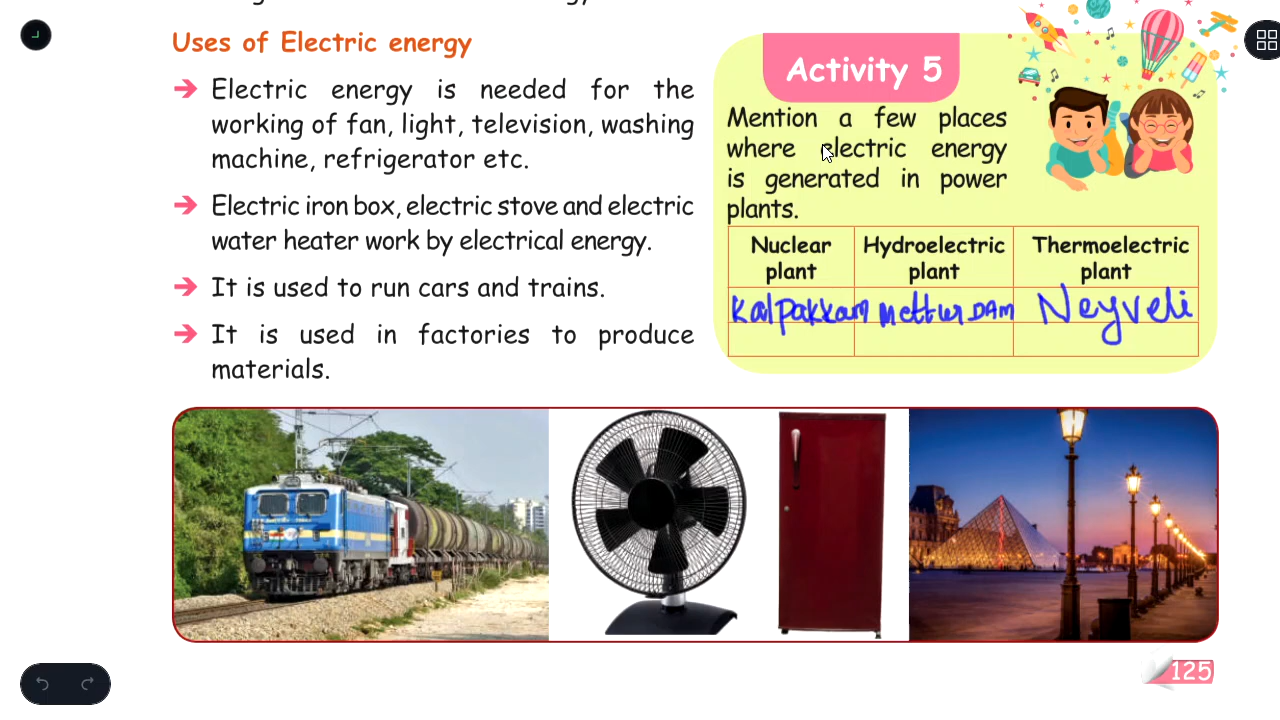 Uses of Electric energy
➔ Electric energy is needed for the
working of fan, light, television, washing
machine, refrigerator etc.
➔ Electric iron box, electric stove and electric
water heater work by electrical energy.
➔ It is used to run cars and trains.
➔ It is used in factories to produce
materials.
Activity 5
Mention a few places
where electric energy
is generated in power
plants.
Nuclear plant
Hydroelectric plant
Thermoelectric plant
Kalpakkam
Mettur DAM
Neyveli
125